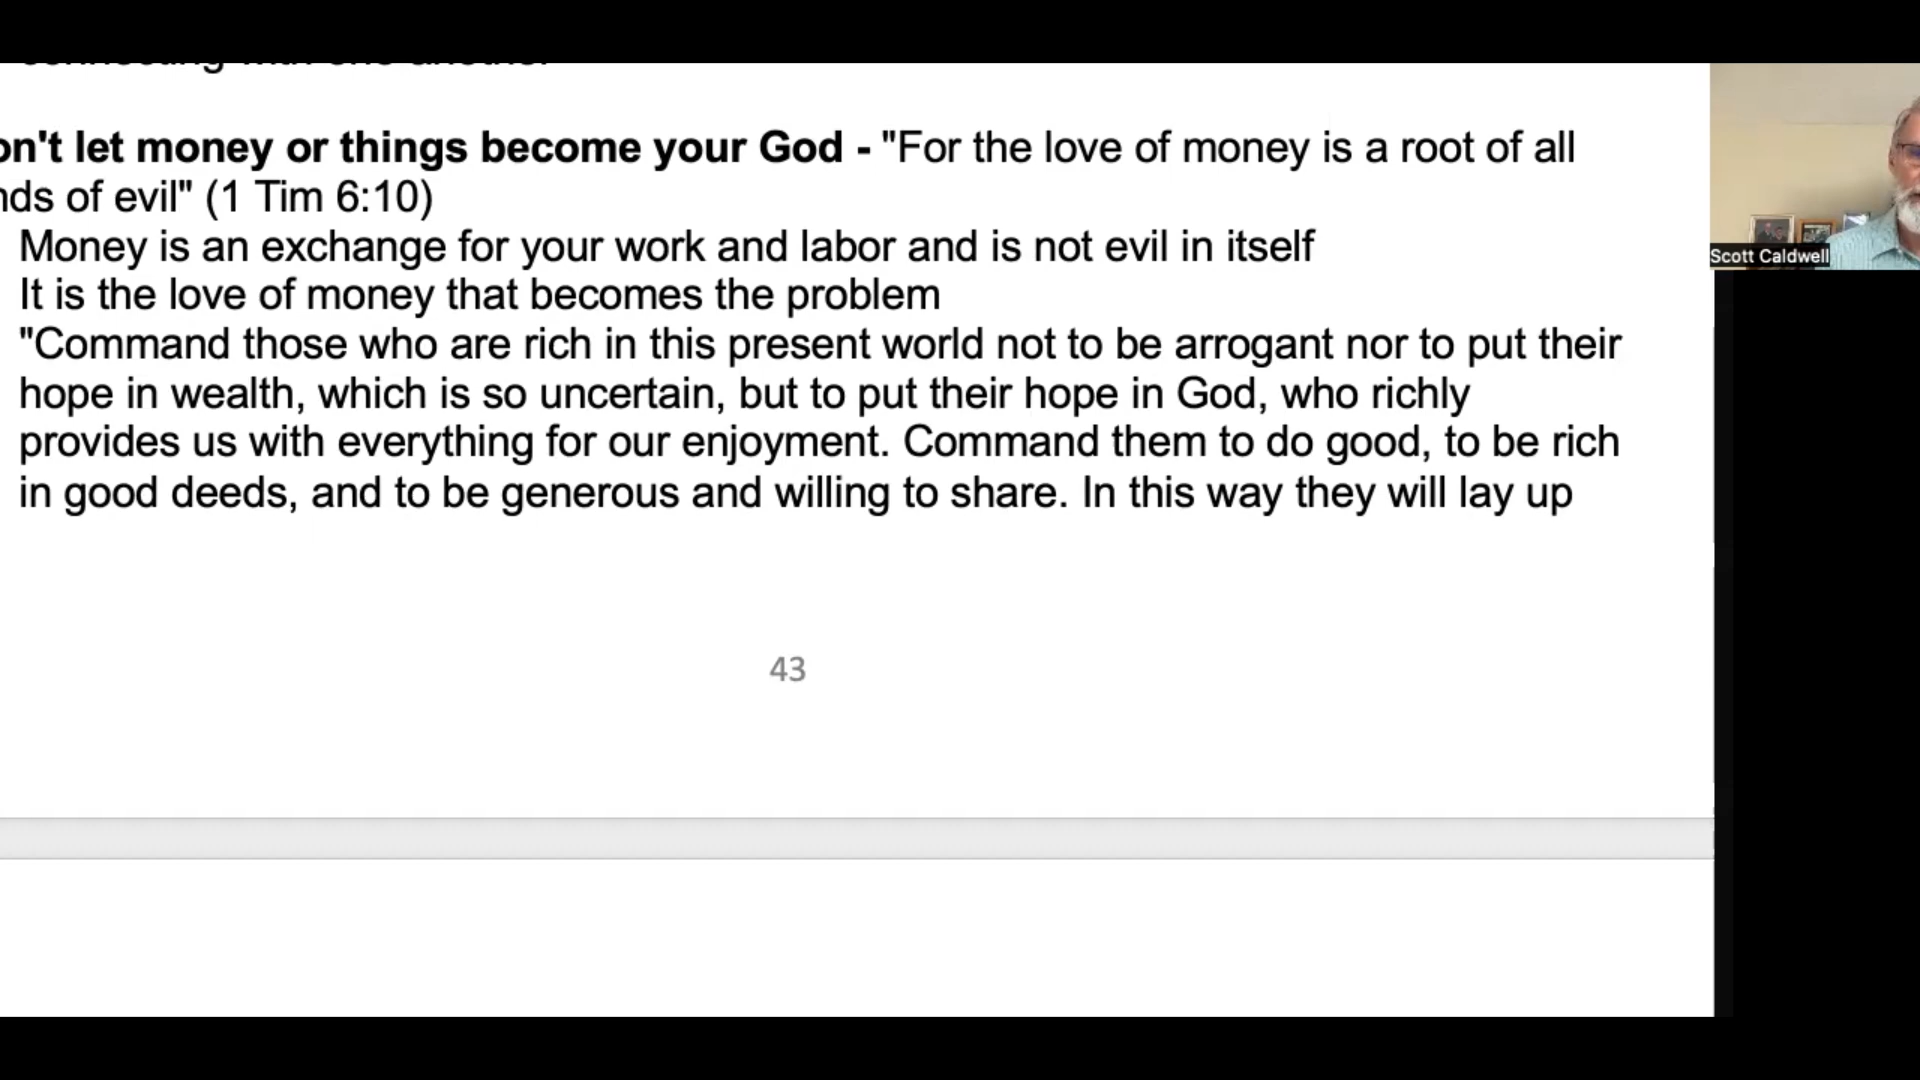 connecting with one another
on't let money or things become your God - "For the love of money is a root of all
nds of evil" (1 Tim 6:10)
Money is an exchange for your work and labor and is not evil in itself
It is the love of money that becomes the problem
"Command those who are rich in this present world not to be arrogant nor to put their
hope in wealth, which is so uncertain, but to put their hope in God, who richly
provides us with everything for our enjoyment. Command them to do good, to be rich
in good deeds, and to be generous and willing to share. In this way they will lay up
43
Scott Caldwell